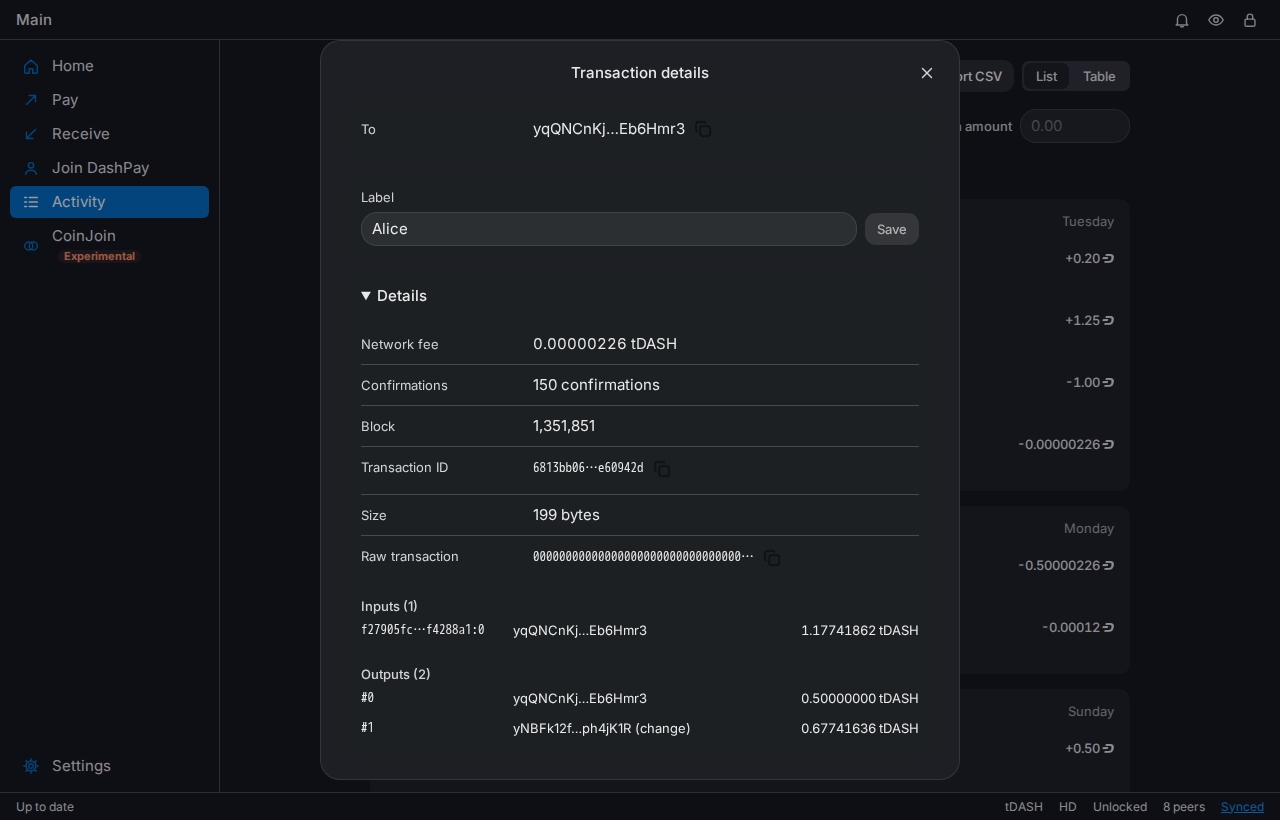 Main
Home
Pay
Receive
Join DashPay
Activity
CoinJoin
Experimental
Settings
Transaction details
To yqQNCnKj...Eb6Hmr3
Label
Alice Save
Details
Network fee 0.00000226 tDASH
Confirmations 150 confirmations
Block 1,351,851
Transaction ID 6813bb06…e60942d
Size 199 bytes
Raw transaction 000000000000000000000000000000000…
Inputs (1)
f27905fc…f4288a1:0 yqQNCnKj...Eb6Hmr3 1.17741862 tDASH
Outputs (2)
#0 yqQNCnKj...Eb6Hmr3 0.50000000 tDASH
#1 yNBFk12f...ph4jK1R (change) 0.67741636 tDASH
CSV List Table
amount 0.00
Tuesday
+0.20
+1.25
-1.00
-0.00000226
Monday
-0.50000226
-0.00012
Sunday
+0.50
Up to date tDASH HD Unlocked 8 peers Synced